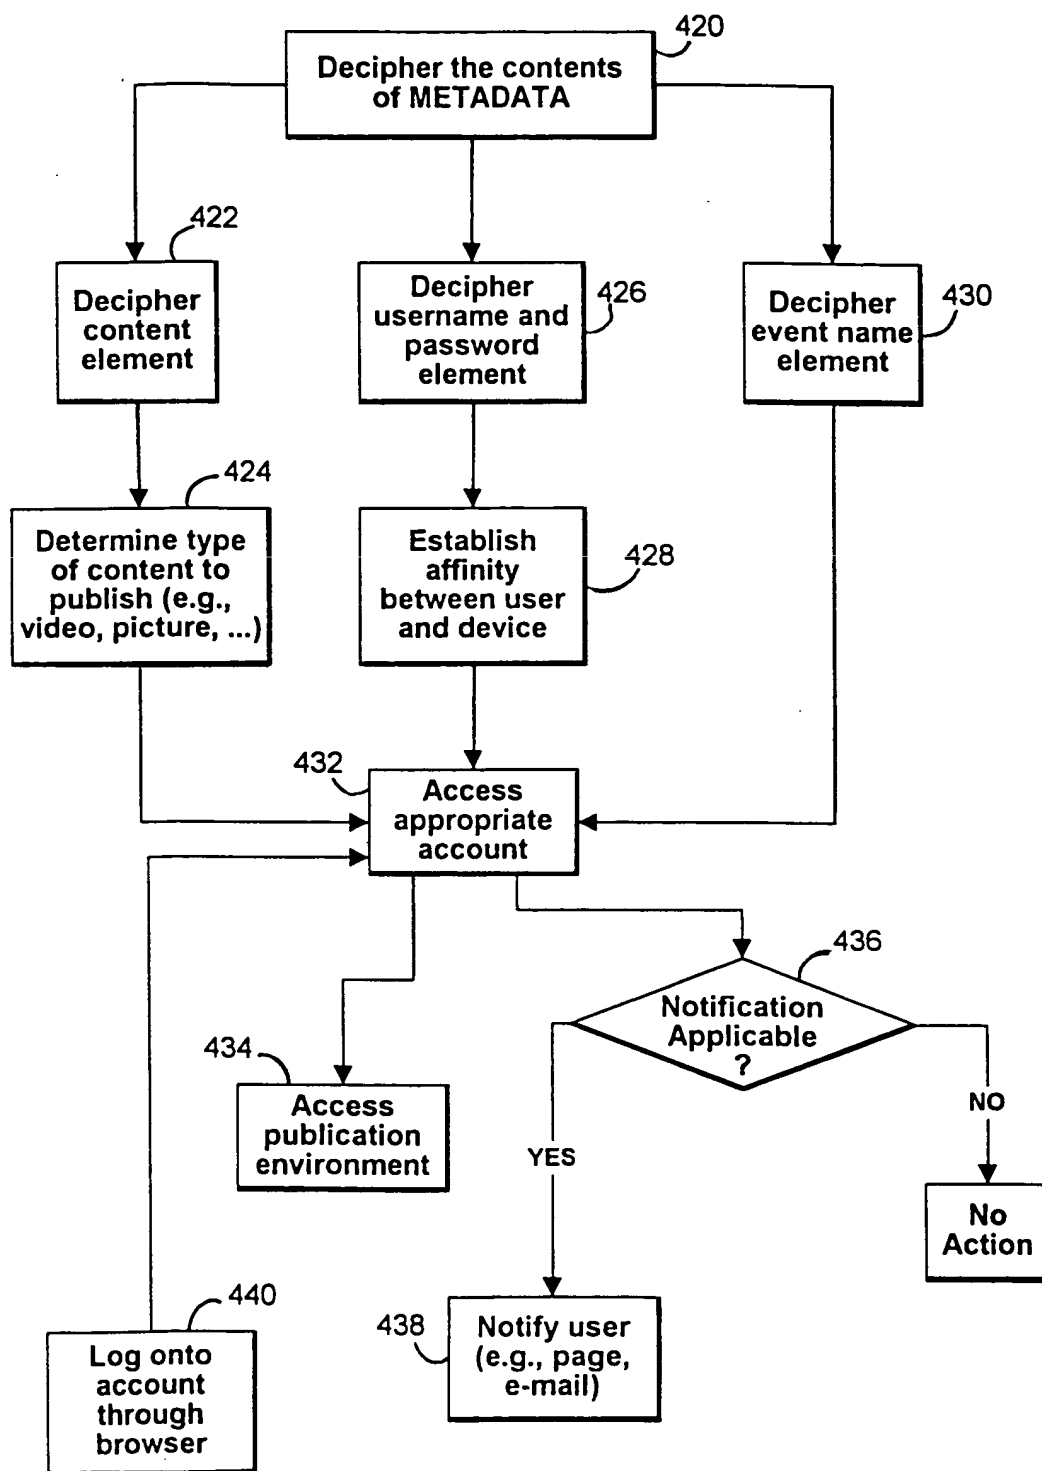 420
Decipher the contents
of METADATA
422
Decipher
content
element
Decipher
username and
password
element
426
Decipher
event name
element
430
424
Determine type
of content to
publish (e.g.,
video, picture, ...)
Establish
affinity
between user
and device
428
432
Access
appropriate
account
436
Notification
Applicable
?
434
Access
publication
environment
YES
NO
No
Action
440
Log onto
account
through
browser
438
Notify user
(e.g., page,
e-mail)